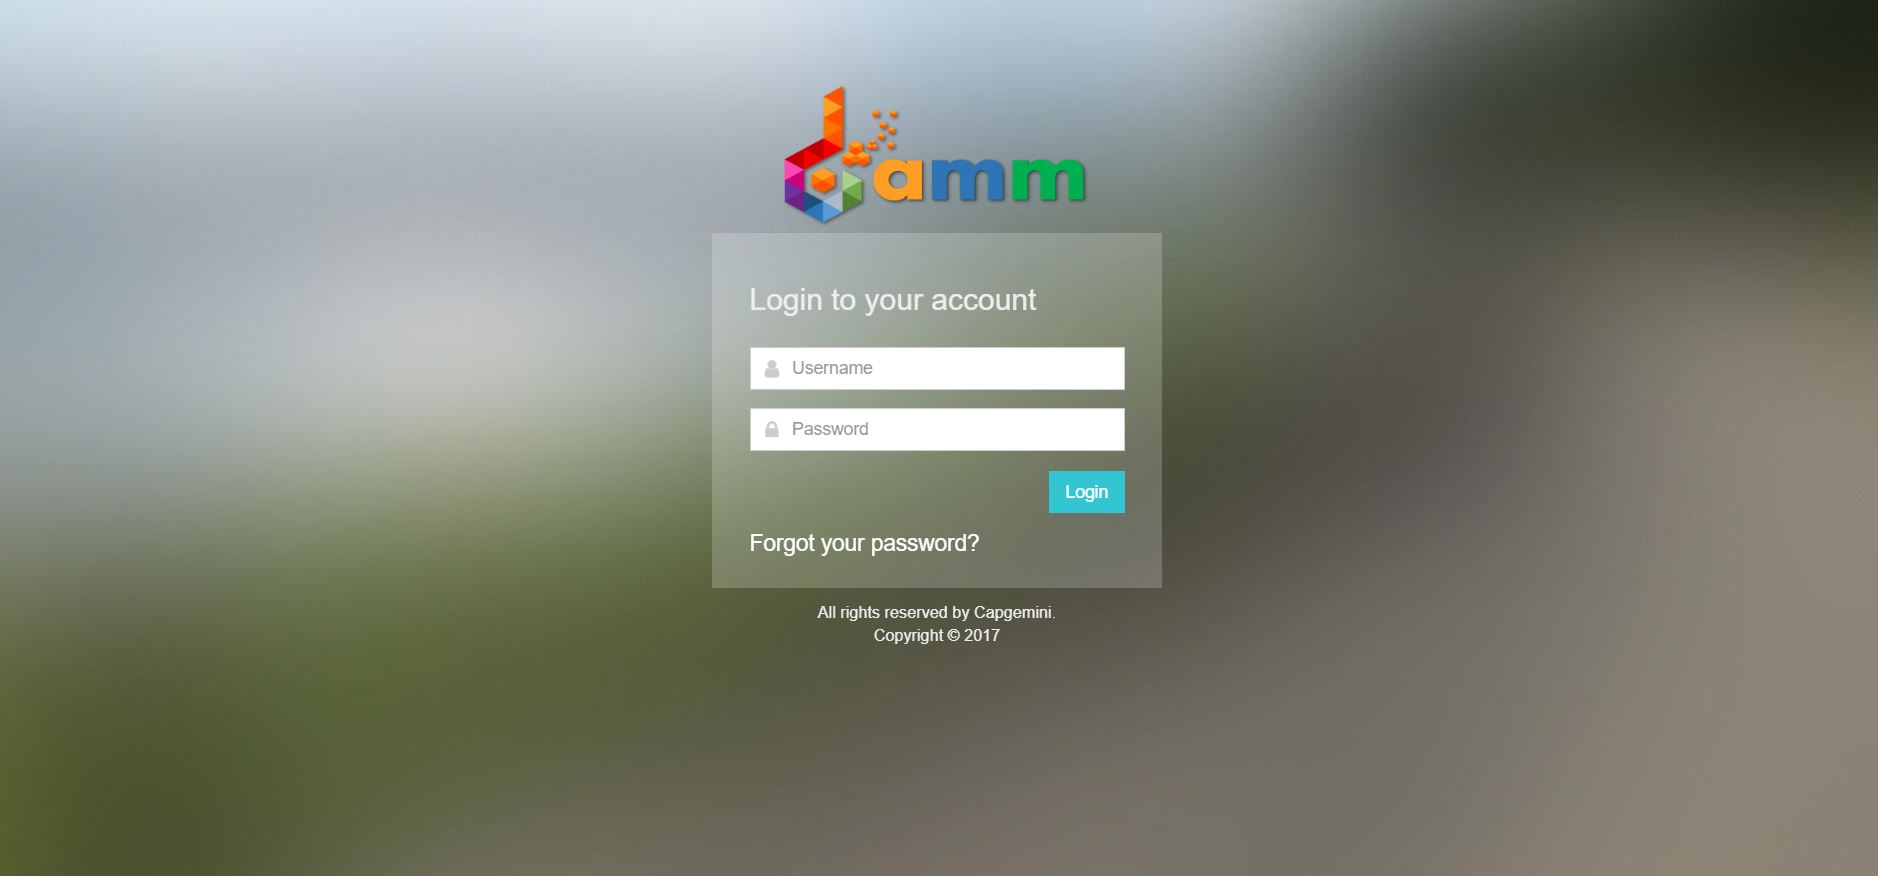 damm
Login to your account
Username
Password
Login
Forgot your password?
All rights reserved by Capgemini.
Copyright © 2017